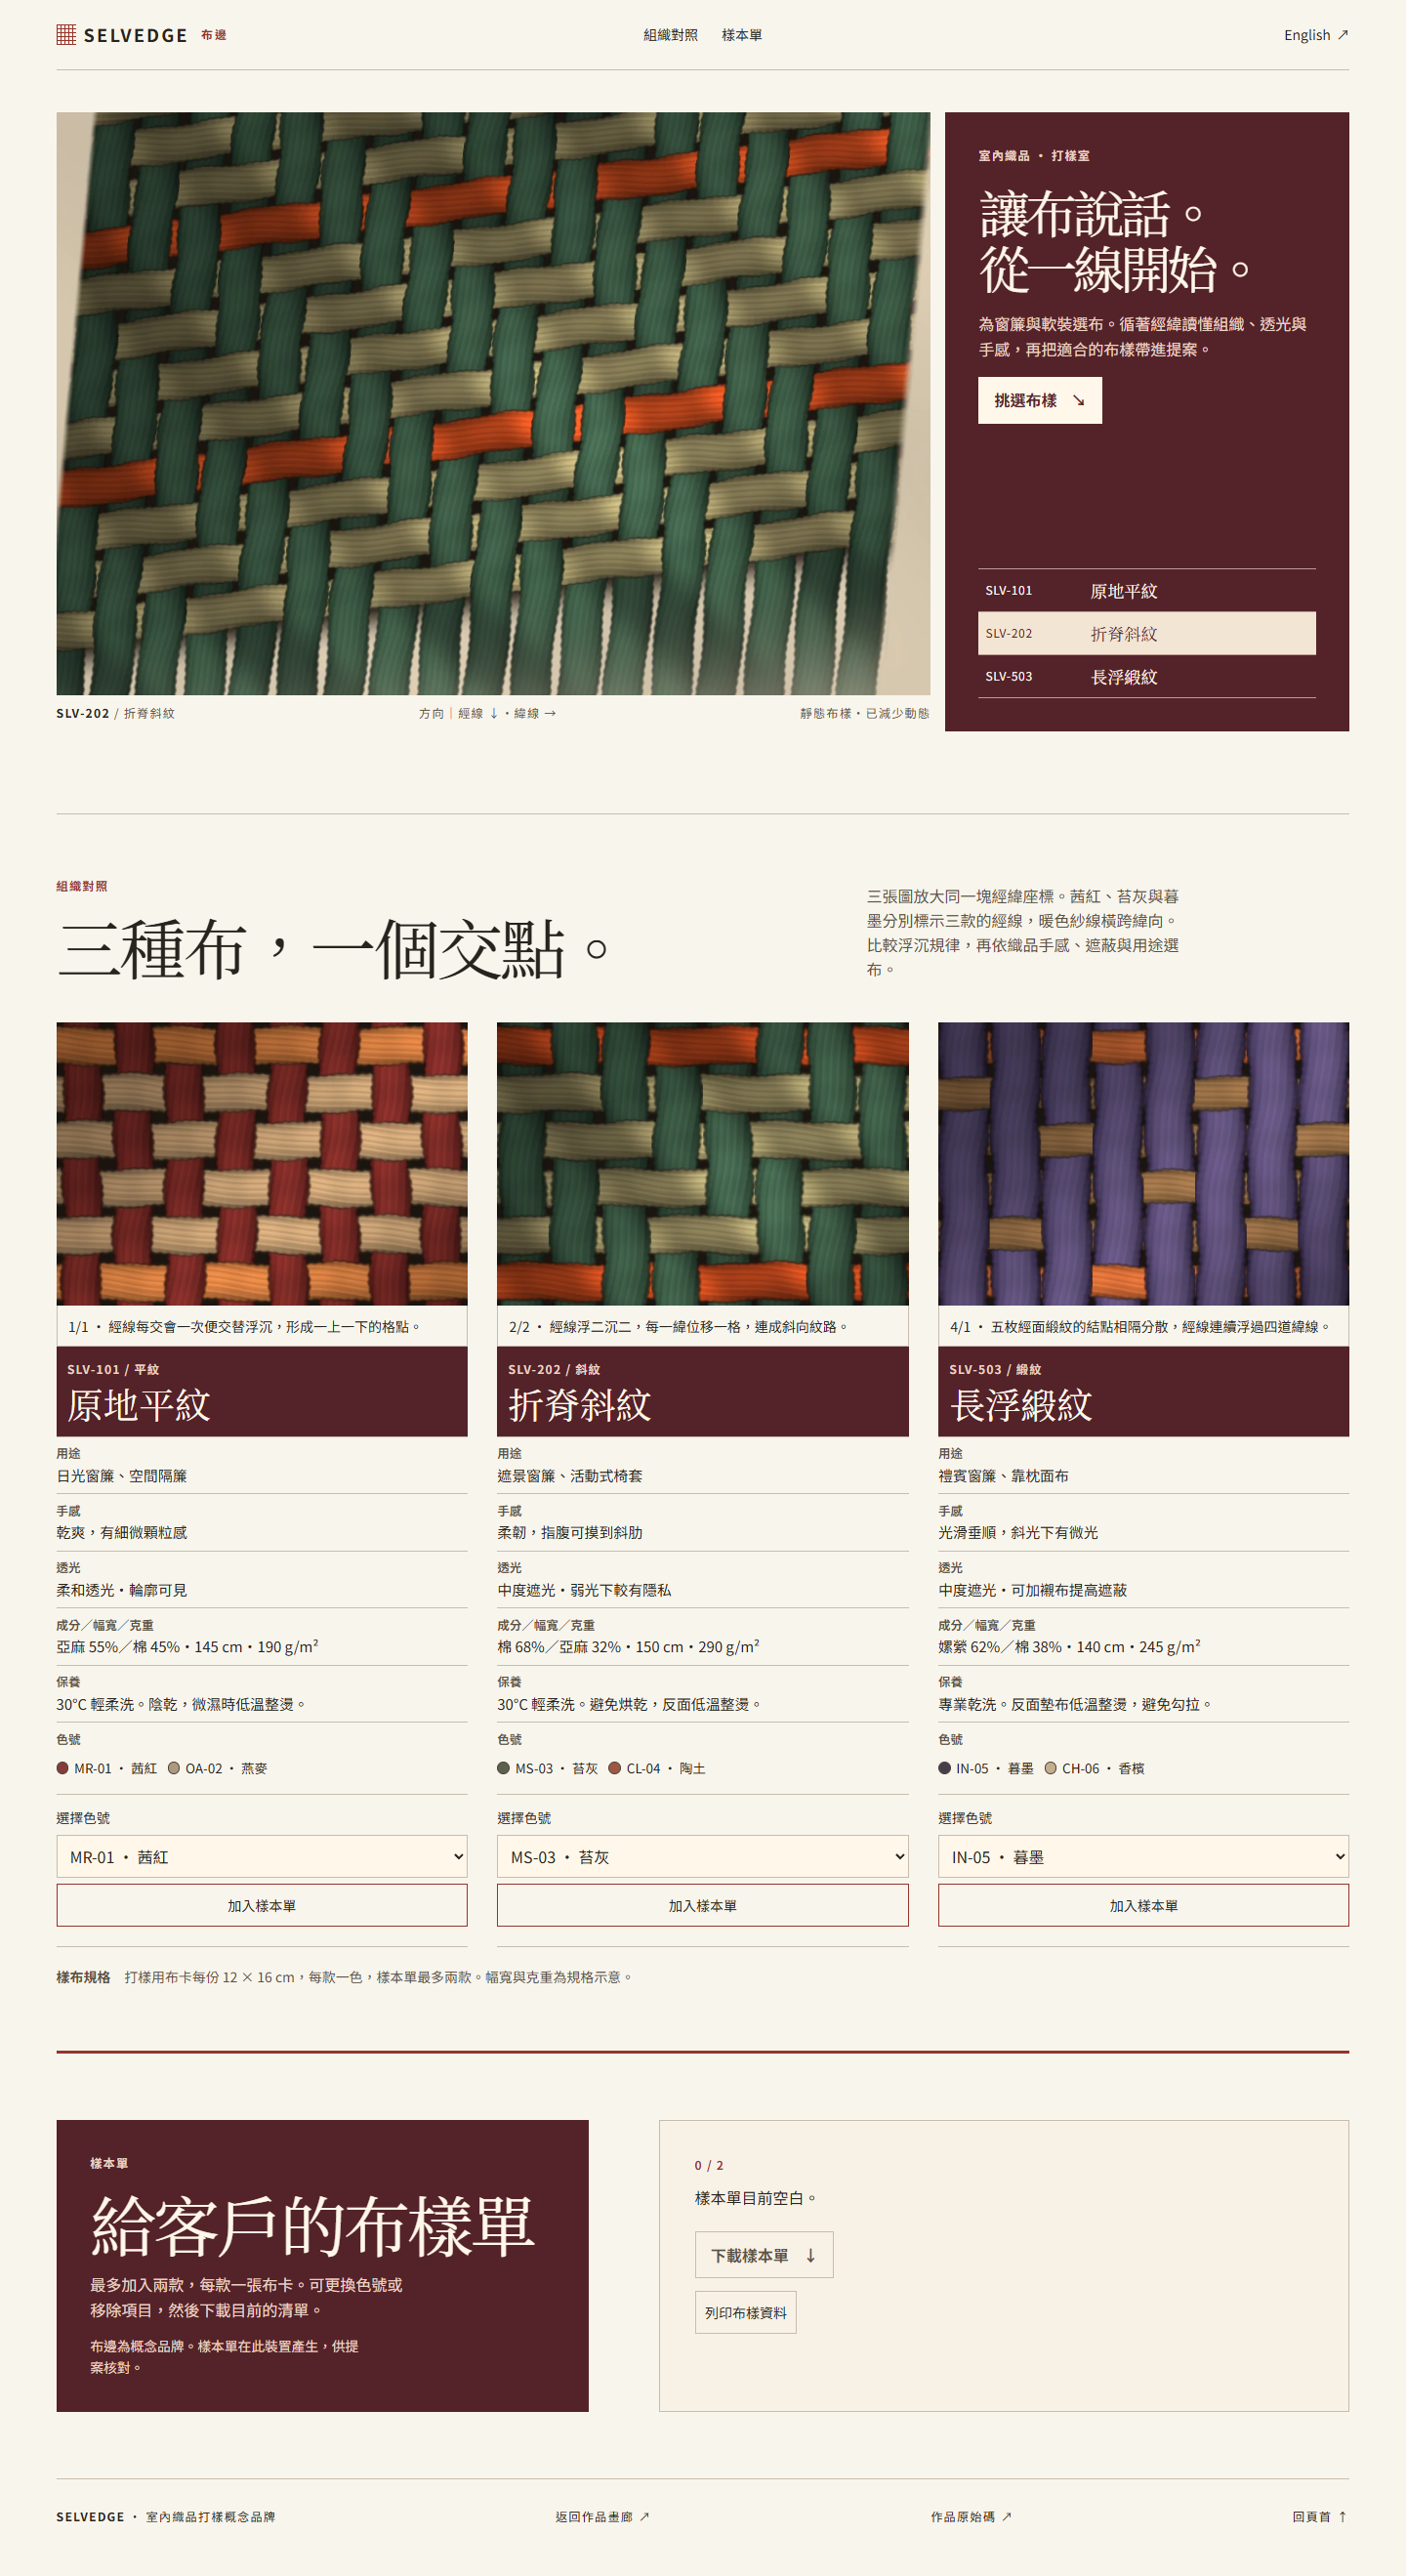 SELVEDGE 布邊
組織對照 樣本單
English ↗
室內織品 · 打樣室
讓布說話。
從一線開始。
為窗簾與軟裝選布。循著經緯讀懂組織、透光與
手感，再把適合的布樣帶進提案。
挑選布樣 ↘
SLV-101 原地平紋
SLV-202 折脊斜紋
SLV-503 長浮緞紋
SLV-202 / 折脊斜紋
方向｜經線 ↓・緯線 →
靜態布樣・已減少動態
組織對照
三種布，一個交點。
三張圖放大同一塊經緯座標。茜紅、苔灰與暮
墨分別標示三款的經線，暖色紗線橫跨緯向。
比較浮沉規律，再依織品手感、遮蔽與用途選
布。
1/1 · 經線每交會一次便交替浮沉，形成一上一下的格點。
SLV-101 / 平紋
原地平紋
用途
日光窗簾、空間隔簾
手感
乾爽，有細微顆粒感
透光
柔和透光・輪廓可見
成分／幅寬／克重
亞麻 55%／棉 45%・145 cm・190 g/m²
保養
30°C 輕柔洗。陰乾，微濕時低溫整燙。
色號
MR-01 · 茜紅 OA-02 · 燕麥
選擇色號
MR-01 · 茜紅
加入樣本單
2/2 · 經線浮二沉二，每一緯位移一格，連成斜向紋路。
SLV-202 / 斜紋
折脊斜紋
用途
遮景窗簾、活動式椅套
手感
柔韌，指腹可摸到斜肋
透光
中度遮光・弱光下較有隱私
成分／幅寬／克重
棉 68%／亞麻 32%・150 cm・290 g/m²
保養
30°C 輕柔洗。避免烘乾，反面低溫整燙。
色號
MS-03 · 苔灰 CL-04 · 陶土
選擇色號
MS-03 · 苔灰
加入樣本單
4/1 · 五枚經面緞紋的結點相隔分散，經線連續浮過四道緯線。
SLV-503 / 緞紋
長浮緞紋
用途
禮賓窗簾、靠枕面布
手感
光滑垂順，斜光下有微光
透光
中度遮光・可加襯布提高遮蔽
成分／幅寬／克重
嫘縈 62%／棉 38%・140 cm・245 g/m²
保養
專業乾洗。反面墊布低溫整燙，避免勾拉。
色號
IN-05 · 暮墨 CH-06 · 香檳
選擇色號
IN-05 · 暮墨
加入樣本單
樣布規格 打樣用布卡每份 12 × 16 cm，每款一色，樣本單最多兩款。幅寬與克重為規格示意。
樣本單
給客戶的布樣單
最多加入兩款，每款一張布卡。可更換色號或
移除項目，然後下載目前的清單。
布邊為概念品牌。樣本單在此裝置產生，供提
案核對。
0 / 2
樣本單目前空白。
下載樣本單 ↓
列印布樣資料
SELVEDGE · 室內織品打樣概念品牌
返回作品畫廊 ↗
作品原始碼 ↗
回頁首 ↑